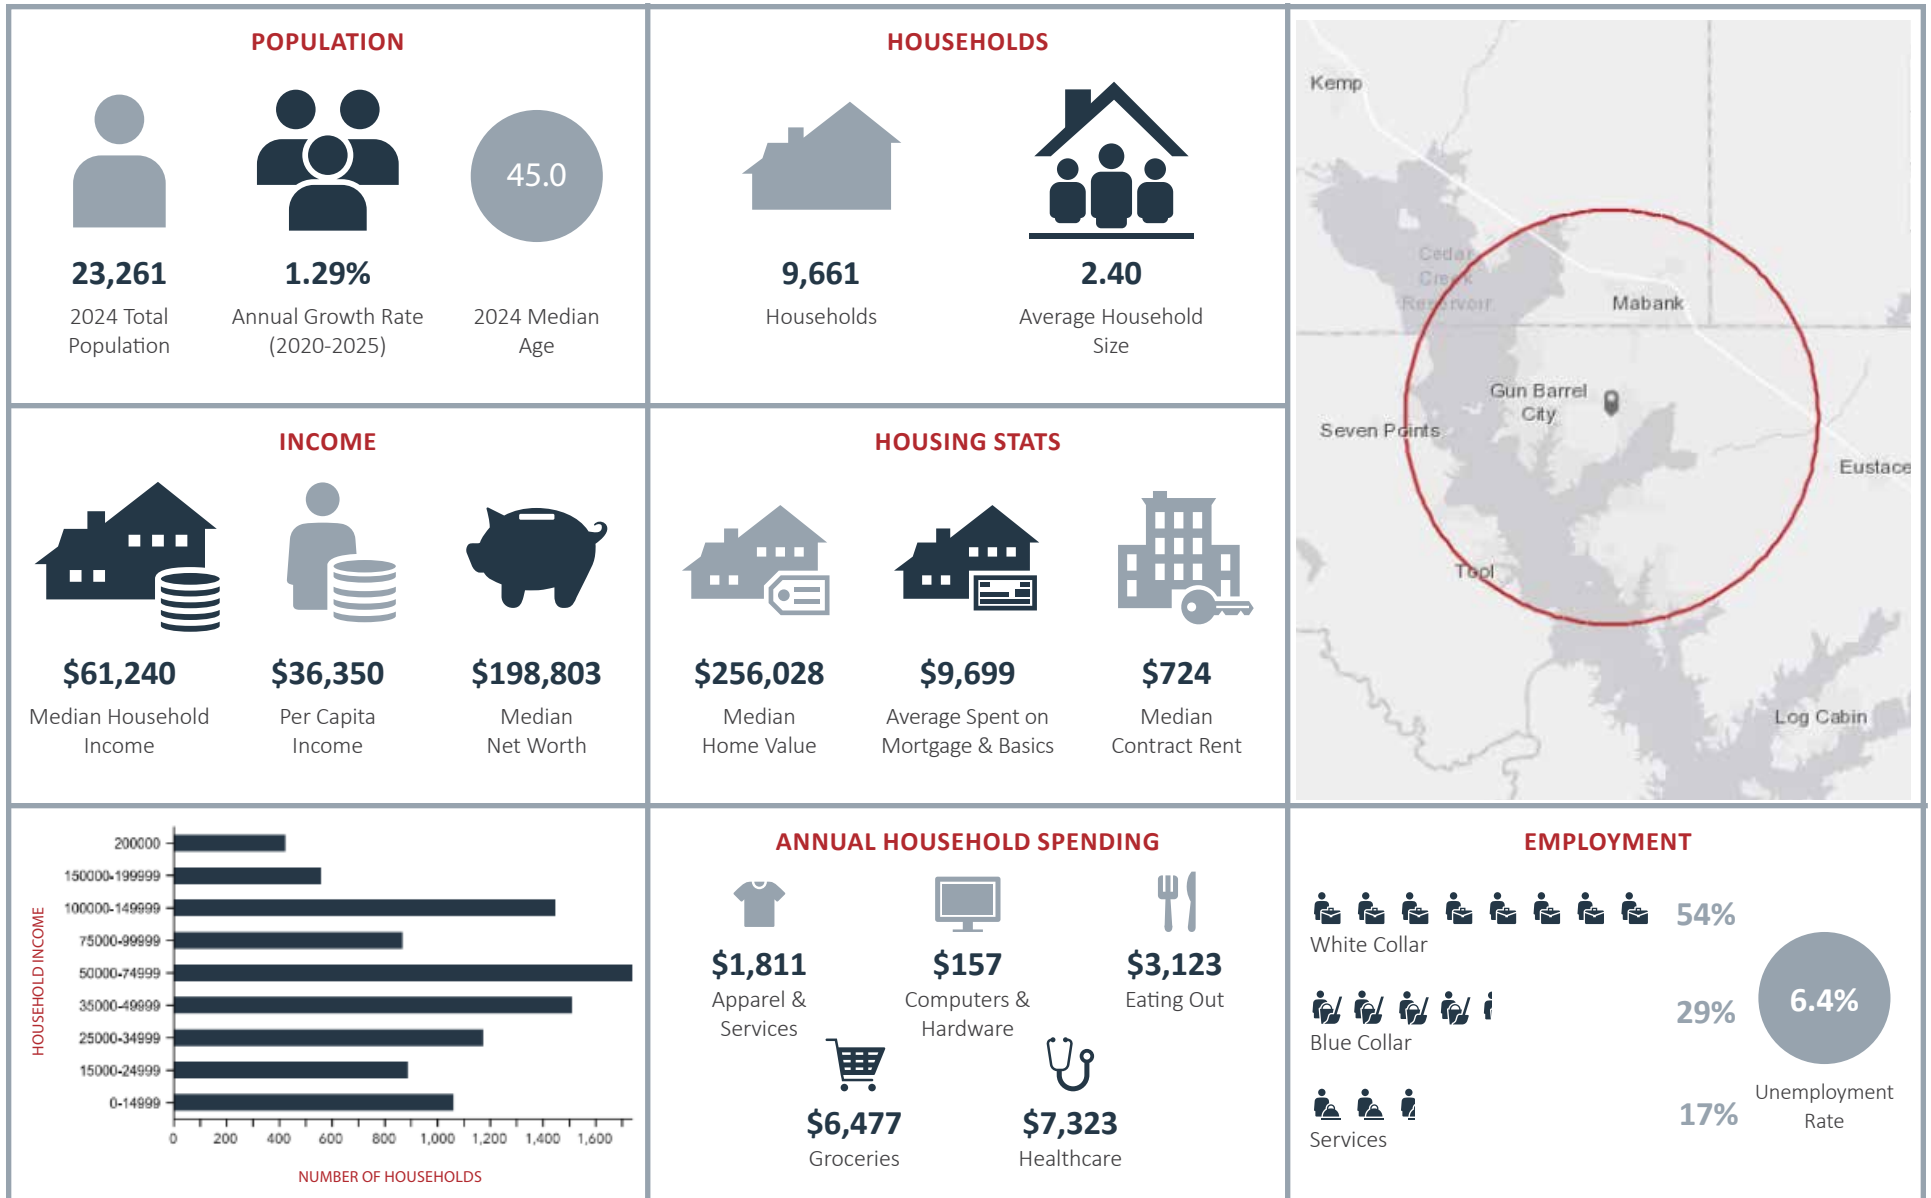 POPULATION
45.0
23,261
2024 Total
Population
1.29%
Annual Growth Rate
(2020-2025)
2024 Median
Age
HOUSEHOLDS
9,661
Households
2.40
Average Household
Size
Kemp
Cedar
Creek
Reservoir
Mabank
Gun Barrel
City
Seven Points
Eustace
Tool
Log Cabin
INCOME
$61,240
Median Household
Income
$36,350
Per Capita
Income
$198,803
Median
Net Worth
HOUSING STATS
$256,028
Median
Home Value
$9,699
Average Spent on
Mortgage & Basics
$724
Median
Contract Rent
HOUSEHOLD INCOME
200000
150000-199999
100000-149999
75000-99999
50000-74999
35000-49999
25000-34999
15000-24999
0-14999
0 200 400 600 800 1,000 1,200 1,400 1,600
NUMBER OF HOUSEHOLDS
ANNUAL HOUSEHOLD SPENDING
$1,811
Apparel &
Services
$157
Computers &
Hardware
$3,123
Eating Out
$6,477
Groceries
$7,323
Healthcare
EMPLOYMENT
54%
White Collar
29%
Blue Collar
17%
Services
6.4%
Unemployment
Rate